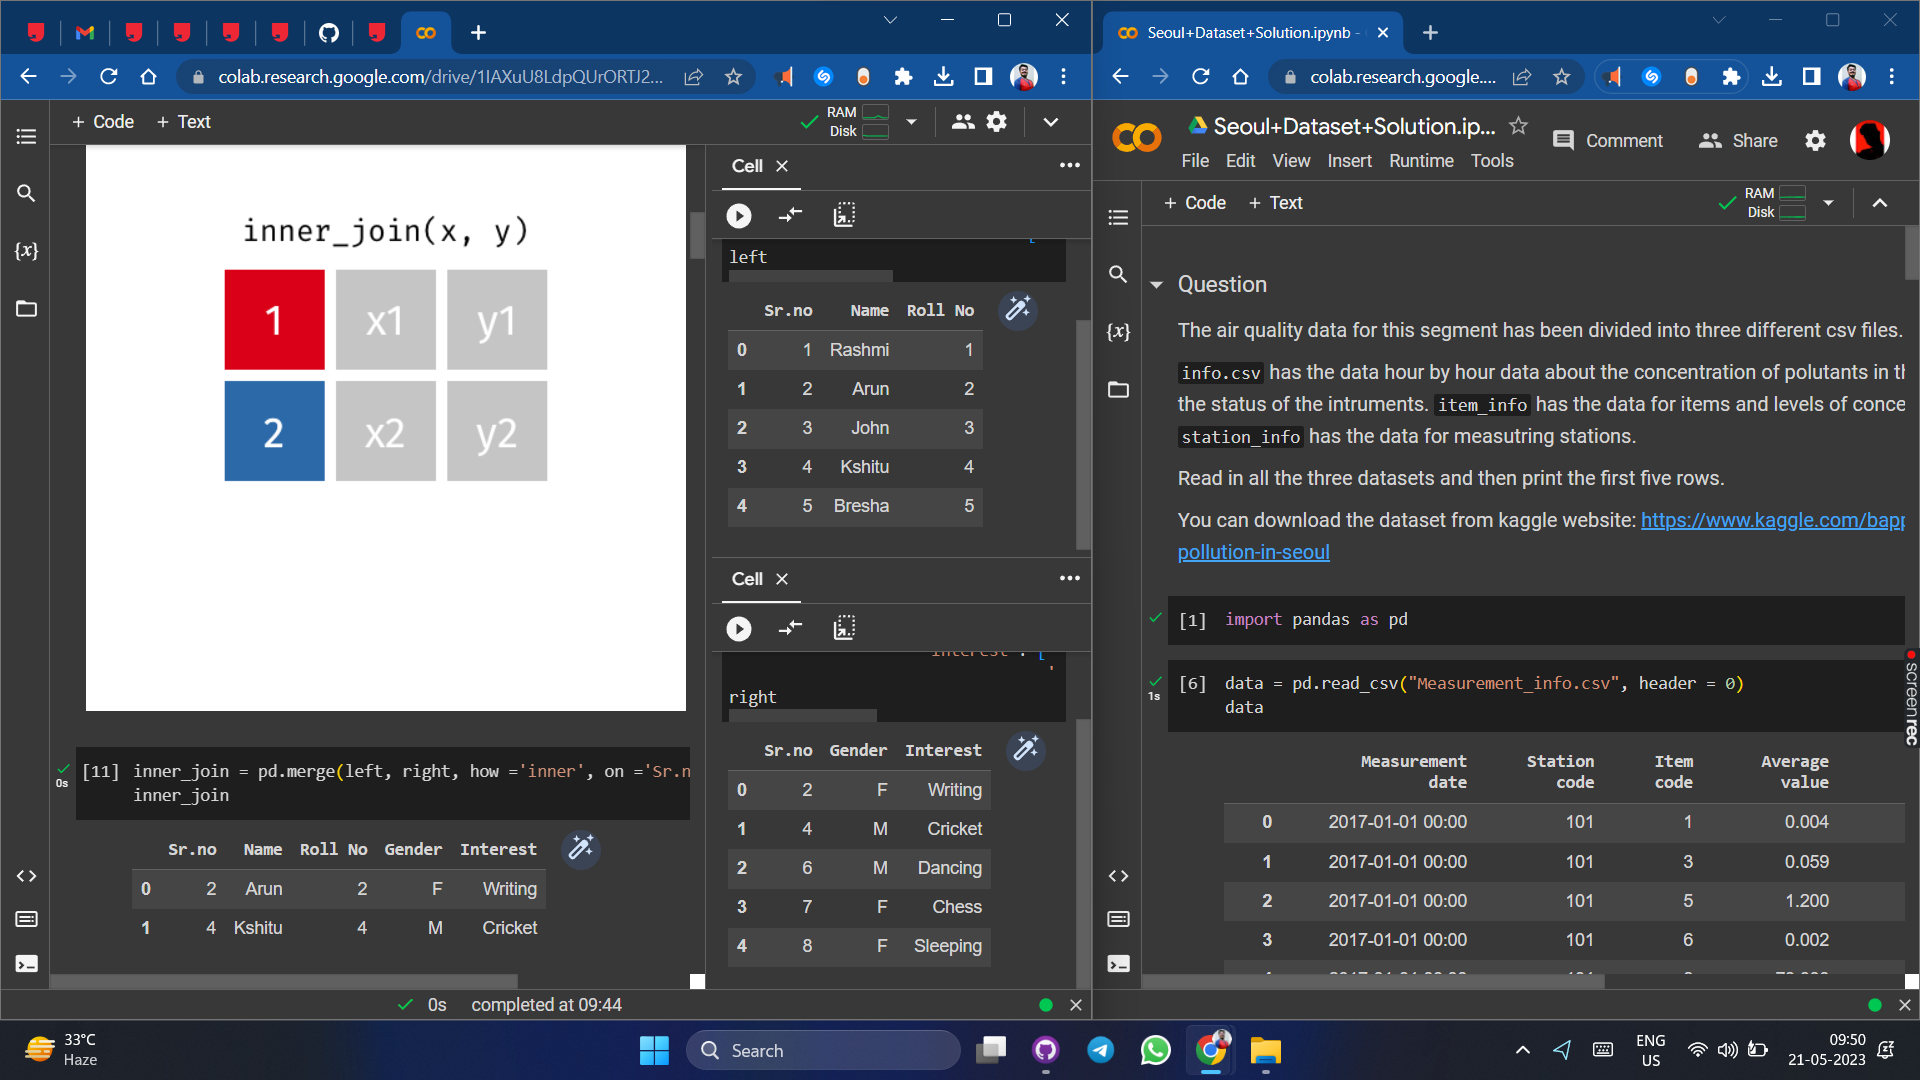 Seoul+Dataset+Solution.ipynb -
colab.research.google.com/drive/1IAXuU8LdpQUrORTJ2...
colab.research.google....
+ Code + Text
RAM
Disk
inner_join(x, y)
1 x1 y1
2 x2 y2
[11] inner_join = pd.merge(left, right, how ='inner', on ='Sr.n
inner_join
0s
Sr.no Name Roll No Gender Interest
0 2 Arun 2 F Writing
1 4 Kshitu 4 M Cricket
Cell
left
Sr.no Name Roll No
0 1 Rashmi 1
1 2 Arun 2
2 3 John 3
3 4 Kshitu 4
4 5 Bresha 5
Cell
right
Sr.no Gender Interest
0 2 F Writing
1 4 M Cricket
2 6 M Dancing
3 7 F Chess
4 8 F Sleeping
0s completed at 09:44
Seoul+Dataset+Solution.ip...
Comment Share
File Edit View Insert Runtime Tools
+ Code + Text
RAM
Disk
{x}
{x}
Question
The air quality data for this segment has been divided into three different csv files.
info.csv has the data hour by hour data about the concentration of polutants in th
the status of the intruments. item_info has the data for items and levels of conce
station_info has the data for measutring stations.
Read in all the three datasets and then print the first five rows.
You can download the dataset from kaggle website: https://www.kaggle.com/bapp
pollution-in-seoul
[1] import pandas as pd
[6] data = pd.read_csv("Measurement_info.csv", header = 0)
data
1s
Measurement date Station code Item code Average value
0 2017-01-01 00:00 101 1 0.004
1 2017-01-01 00:00 101 3 0.059
2 2017-01-01 00:00 101 5 1.200
3 2017-01-01 00:00 101 6 0.002
screenrec
33°C
Haze
Search
ENG
US
09:50
21-05-2023